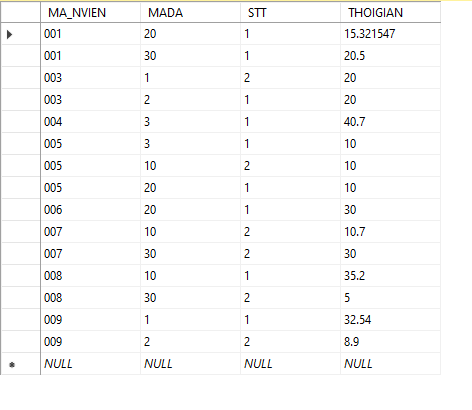 MA_NVIEN MADA STT THOIGIAN
001 20 1 15.321547
001 30 1 20.5
003 1 2 20
003 2 1 20
004 3 1 40.7
005 3 1 10
005 10 2 10
005 20 1 10
006 20 1 30
007 10 2 10.7
007 30 2 30
008 10 1 35.2
008 30 2 5
009 1 1 32.54
009 2 2 8.9
NULL NULL NULL NULL